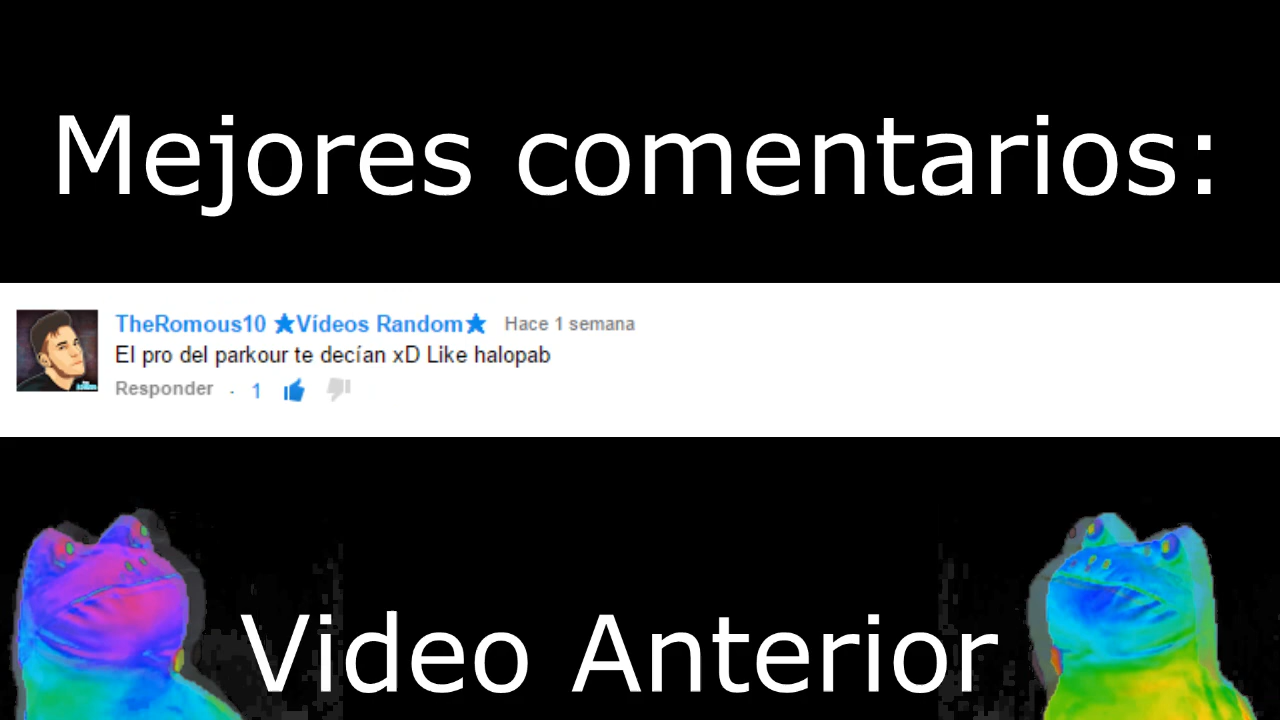 Mejores comentarios:
TheRomous10 ★Vídeos Random★ Hace 1 semana
El pro del parkour te decían xD Like halopab
Responder · 1
Video Anterior